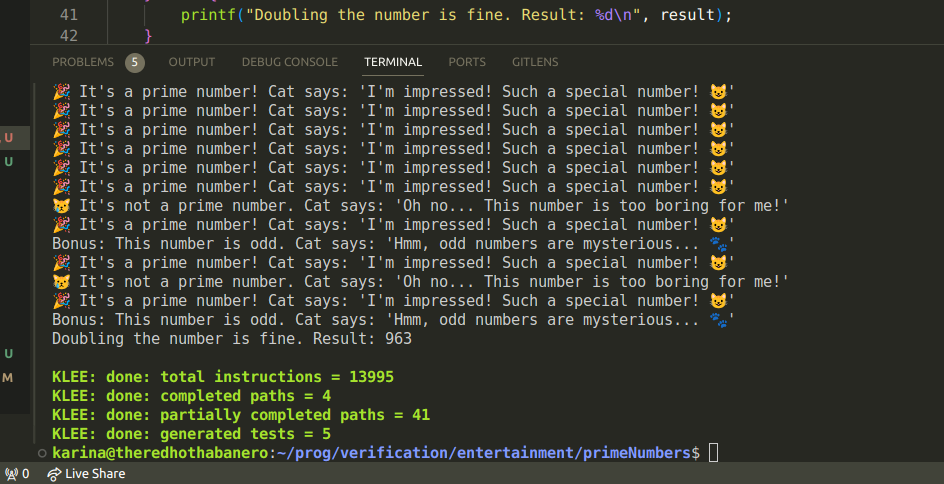 41 printf("Doubling the number is fine. Result: %d\n", result);
42 }
PROBLEMS 5 OUTPUT DEBUG CONSOLE TERMINAL PORTS GITLENS
🎉 It's a prime number! Cat says: 'I'm impressed! Such a special number! 😺'
🎉 It's a prime number! Cat says: 'I'm impressed! Such a special number! 😺'
🎉 It's a prime number! Cat says: 'I'm impressed! Such a special number! 😺'
🎉 It's a prime number! Cat says: 'I'm impressed! Such a special number! 😺'
🎉 It's a prime number! Cat says: 'I'm impressed! Such a special number! 😺'
🎉 It's a prime number! Cat says: 'I'm impressed! Such a special number! 😺'
😿 It's not a prime number. Cat says: 'Oh no... This number is too boring for me!'
🎉 It's a prime number! Cat says: 'I'm impressed! Such a special number! 😺'
Bonus: This number is odd. Cat says: 'Hmm, odd numbers are mysterious... 🐾'
🎉 It's a prime number! Cat says: 'I'm impressed! Such a special number! 😺'
😿 It's not a prime number. Cat says: 'Oh no... This number is too boring for me!'
🎉 It's a prime number! Cat says: 'I'm impressed! Such a special number! 😺'
Bonus: This number is odd. Cat says: 'Hmm, odd numbers are mysterious... 🐾'
Doubling the number is fine. Result: 963
KLEE: done: total instructions = 13995
KLEE: done: completed paths = 4
KLEE: done: partially completed paths = 41
KLEE: done: generated tests = 5
karina@theredhothabanero:~/prog/verification/entertainment/primeNumbers$
U
U
U
M
0 Live Share